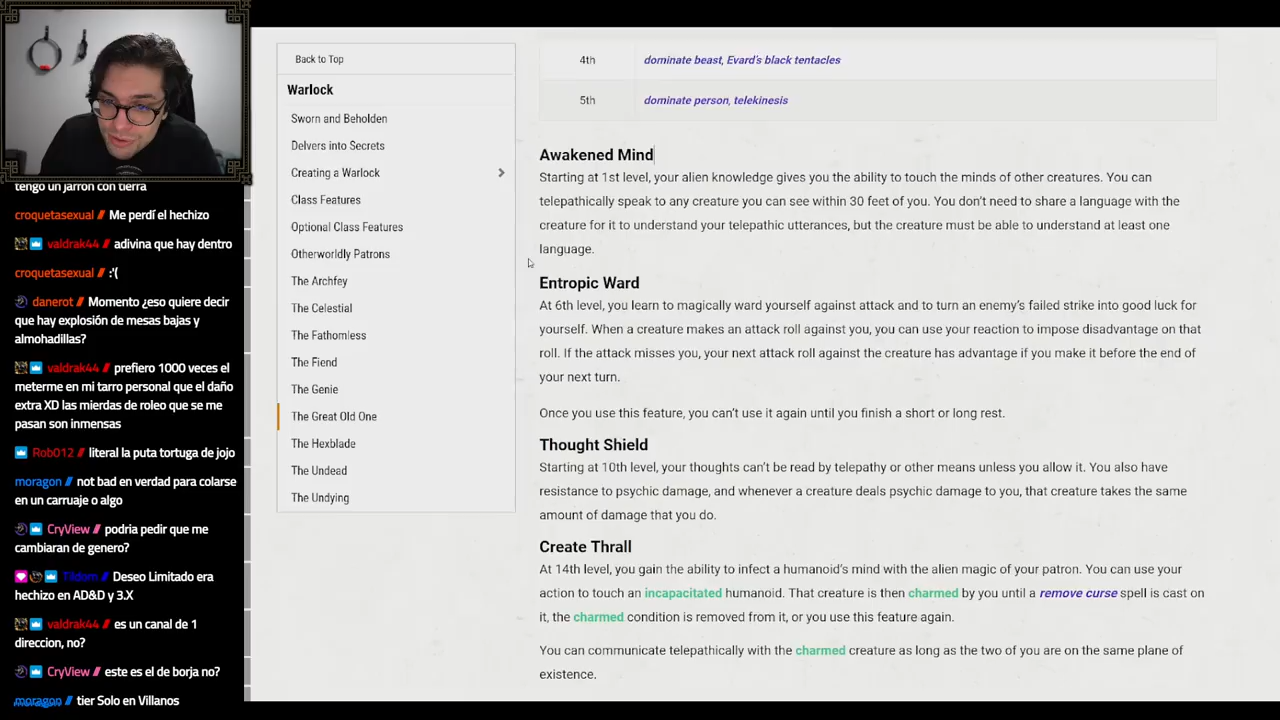 tengo un jarrón con tierra
croquetasexual // Me perdí el hechizo
valdrak44 // adivina que hay dentro
croquetasexual // :'(
danerot // Momento ¿eso quiere decir
que hay explosión de mesas bajas y
almohadillas?
valdrak44 // prefiero 1000 veces el
meterme en mi tarro personal que el daño
extra XD las mierdas de roleo que se me
pasan son inmensas
Rob012 // literal la puta tortuga de jojo
moragon // not bad en verdad para colarse
en un carruaje o algo
CryView // podria pedir que me
cambiaran de genero?
Tildom // Deseo Limitado era
hechizo en AD&D y 3.X
valdrak44 // es un canal de 1
direccion, no?
CryView // este es el de borja no?
moragon // tier Solo en Villanos
Back to Top
Warlock
Sworn and Beholden
Delvers into Secrets
Creating a Warlock
Class Features
Optional Class Features
Otherworldly Patrons
The Archfey
The Celestial
The Fathomless
The Fiend
The Genie
The Great Old One
The Hexblade
The Undead
The Undying
4th dominate beast, Evard's black tentacles
5th dominate person, telekinesis
Awakened Mind
Starting at 1st level, your alien knowledge gives you the ability to touch the minds of other creatures. You can
telepathically speak to any creature you can see within 30 feet of you. You don't need to share a language with the
creature for it to understand your telepathic utterances, but the creature must be able to understand at least one
language.
Entropic Ward
At 6th level, you learn to magically ward yourself against attack and to turn an enemy's failed strike into good luck for
yourself. When a creature makes an attack roll against you, you can use your reaction to impose disadvantage on that
roll. If the attack misses you, your next attack roll against the creature has advantage if you make it before the end of
your next turn.
Once you use this feature, you can't use it again until you finish a short or long rest.
Thought Shield
Starting at 10th level, your thoughts can't be read by telepathy or other means unless you allow it. You also have
resistance to psychic damage, and whenever a creature deals psychic damage to you, that creature takes the same
amount of damage that you do.
Create Thrall
At 14th level, you gain the ability to infect a humanoid's mind with the alien magic of your patron. You can use your
action to touch an incapacitated humanoid. That creature is then charmed by you until a remove curse spell is cast on
it, the charmed condition is removed from it, or you use this feature again.
You can communicate telepathically with the charmed creature as long as the two of you are on the same plane of
existence.